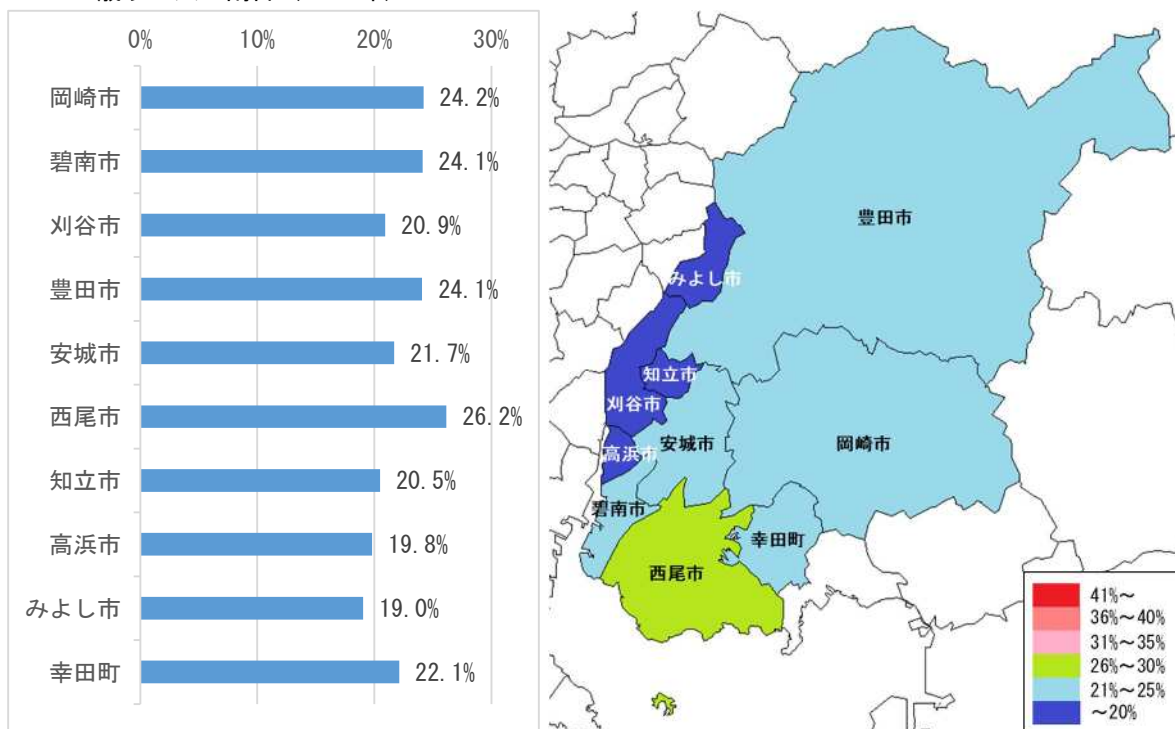 0%
10%
20%
30%
岡崎市 24.2%
碧南市 24.1%
刈谷市 20.9%
豊田市 24.1%
安城市 21.7%
西尾市 26.2%
知立市 20.5%
高浜市 19.8%
みよし市 19.0%
幸田町 22.1%
豊田市
みよし市
知立市
刈谷市
安城市
岡崎市
高浜市
碧南市
幸田町
西尾市
41%～
36%～40%
31%～35%
26%～30%
21%～25%
～20%